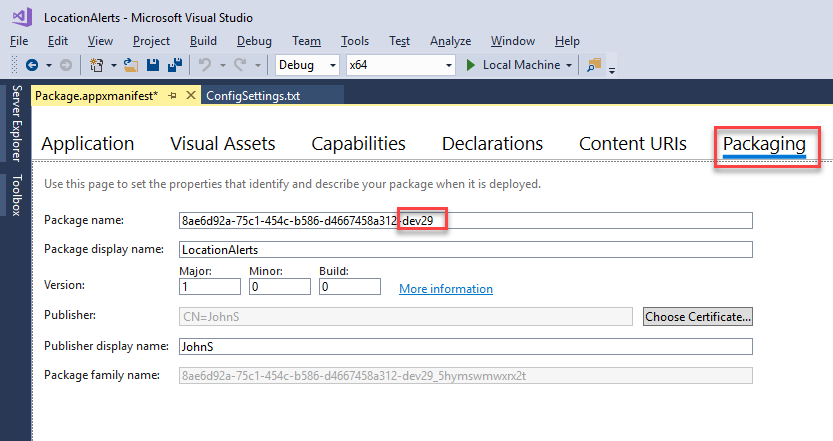 LocationAlerts - Microsoft Visual Studio
File Edit View Project Build Debug Team Tools Test Analyze Window Help
Debug x64 Local Machine
Server Explorer
Toolbox
Package.appxmanifest* ConfigSettings.txt
Application Visual Assets Capabilities Declarations Content URIs Packaging
Use this page to set the properties that identify and describe your package when it is deployed.
Package name: 8ae6d92a-75c1-454c-b586-d4667458a312-dev29
Package display name: LocationAlerts
Major: Minor: Build:
Version: 1 0 0 More information
Publisher: CN=JohnS Choose Certificate...
Publisher display name: JohnS
Package family name: 8ae6d92a-75c1-454c-b586-d4667458a312-dev29_5hymswmwxrx2t